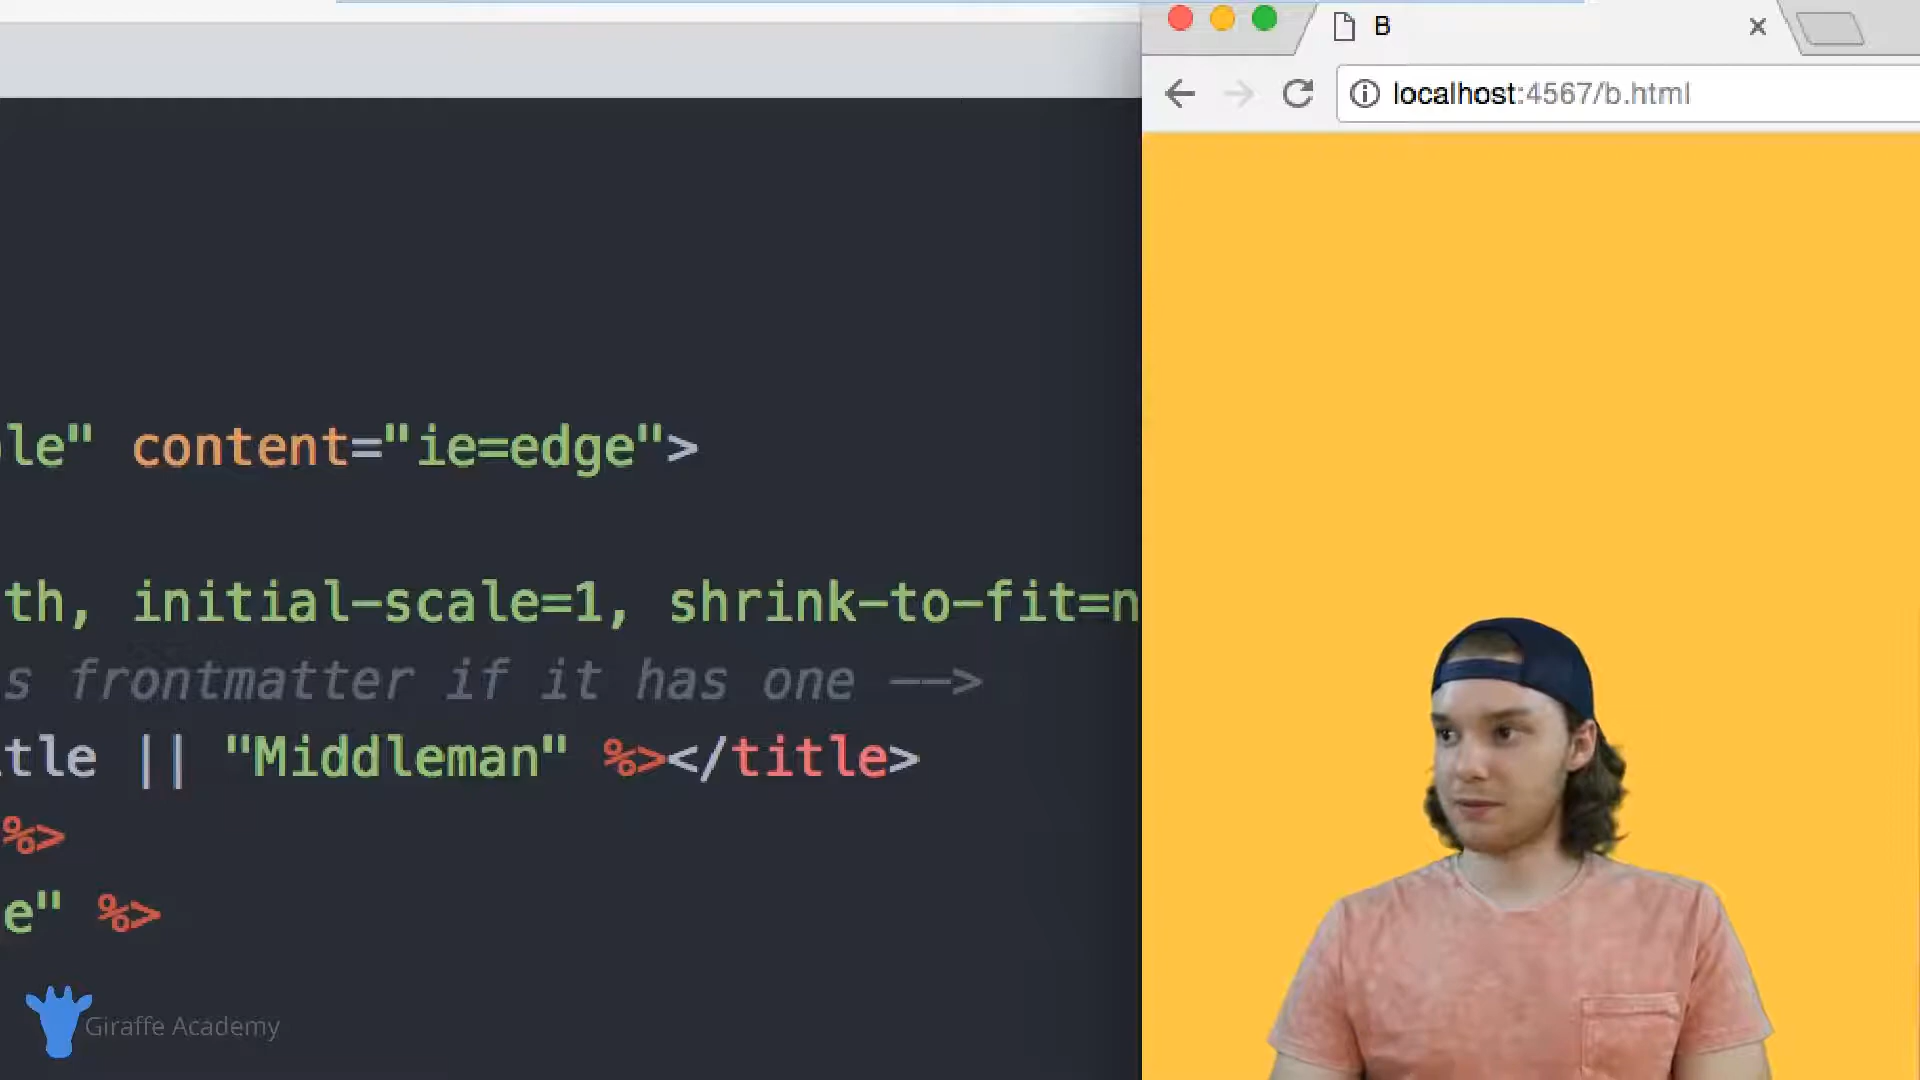 B
localhost:4567/b.html
le" content="ie=edge">
th, initial-scale=1, shrink-to-fit=n
s frontmatter if it has one -->
tle || "Middleman" %></title>
%>
e" %>
Giraffe Academy